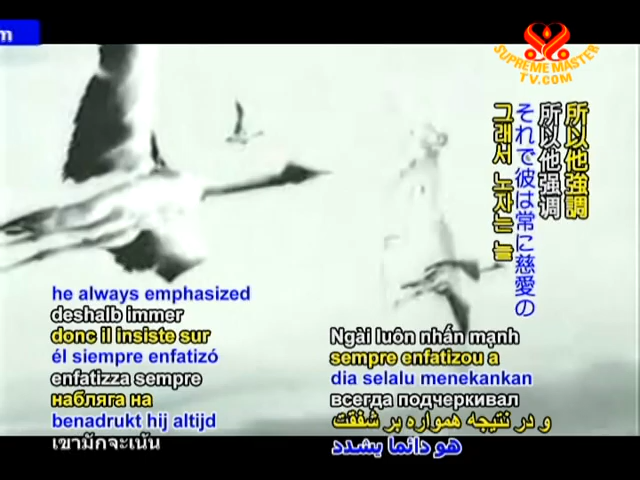 m
SUPREME MASTER
TV.COM
所以他強調
所以他强调
それで彼は常に慈愛の
그래서 노자는 늘
he always emphasized
deshalb immer
donc il insiste sur
él siempre enfatizó
enfatizza sempre
набляга на
benadrukt hij altijd
เขามักจะเน้น
Ngài luôn nhấn mạnh
sempre enfatizou a
dia selalu menekankan
всегда подчеркивал
و در نتیجه همواره بر شفقت
هو دائما يشدد